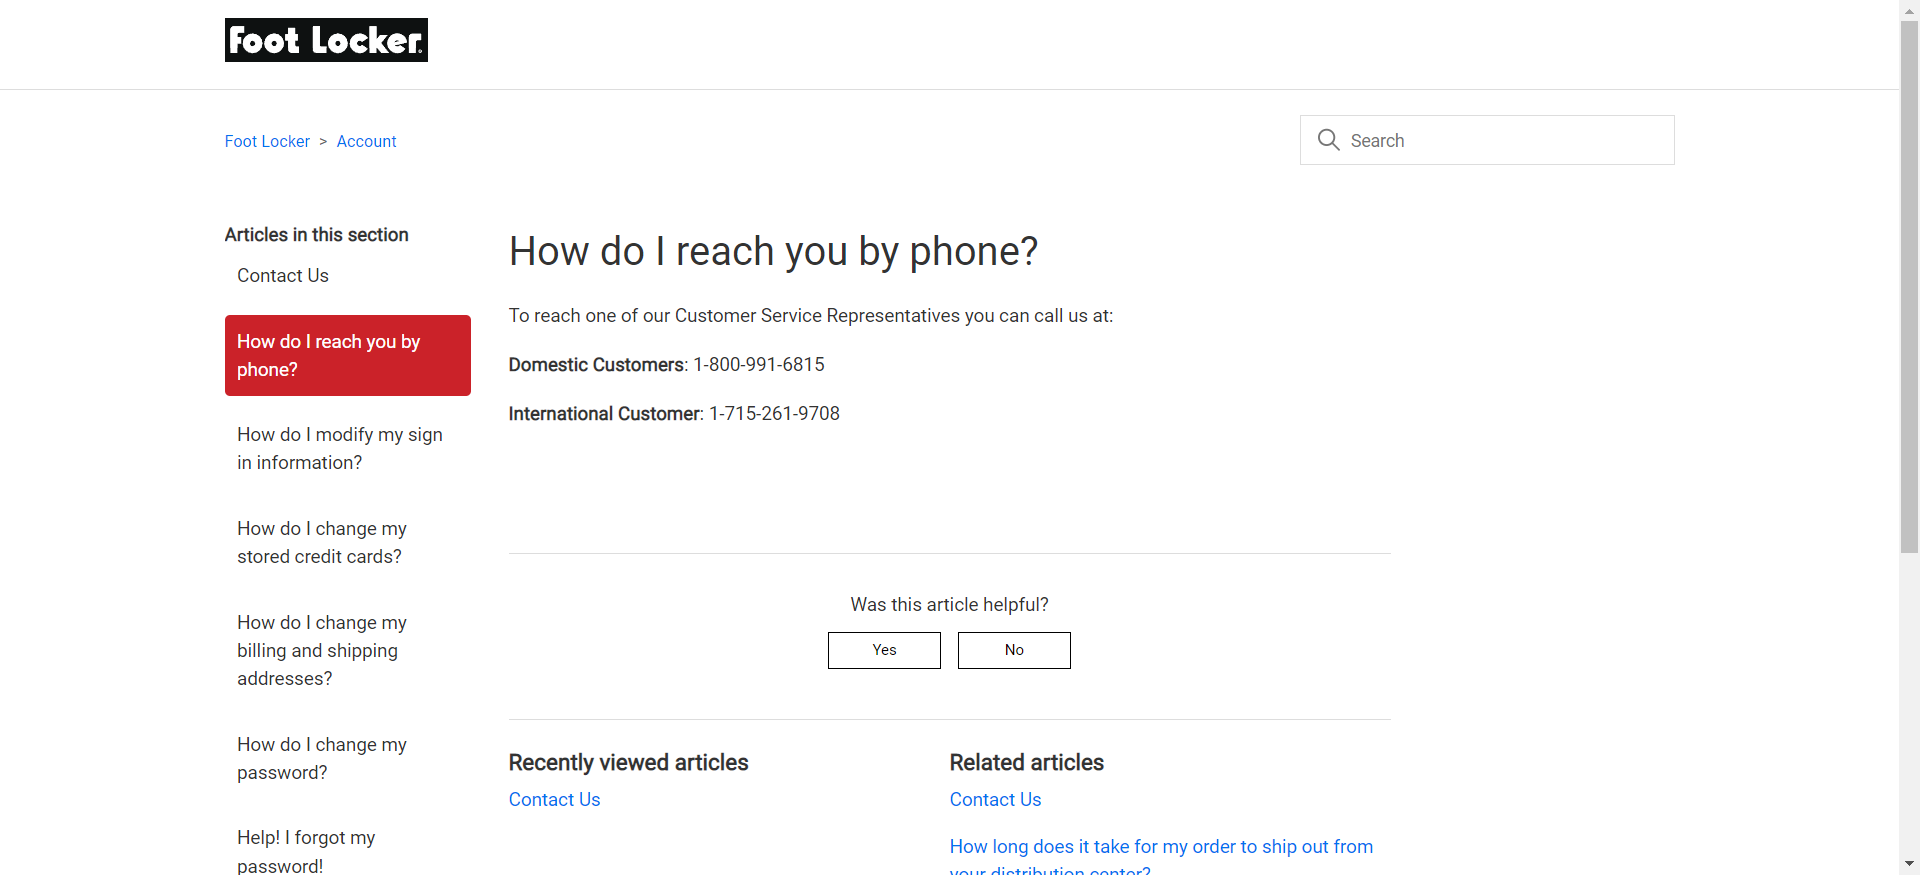 Foot Locker
Foot Locker > Account
Search
Articles in this section
Contact Us
How do I reach you by
phone?
How do I modify my sign
in information?
How do I change my
stored credit cards?
How do I change my
billing and shipping
addresses?
How do I change my
password?
Help! I forgot my
password!
How do I reach you by phone?
To reach one of our Customer Service Representatives you can call us at:
Domestic Customers: 1-800-991-6815
International Customer: 1-715-261-9708
Was this article helpful?
Yes No
Recently viewed articles
Contact Us
Related articles
Contact Us
How long does it take for my order to ship out from
your distribution center?